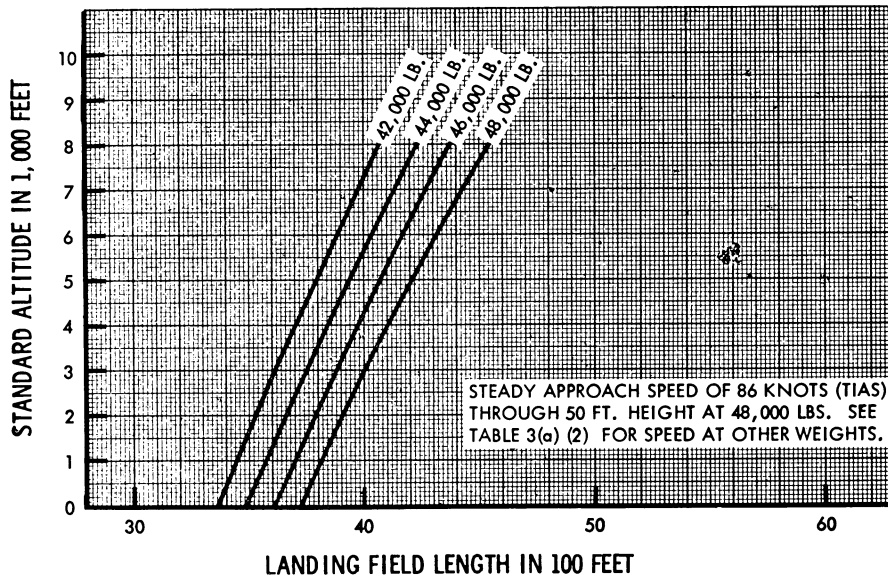 10
9
8
7
6
5
4
3
2
1
0
STANDARD ALTITUDE IN 1,000 FEET
42,000 LB.
44,000 LB.
46,000 LB.
48,000 LB.
STEADY APPROACH SPEED OF 86 KNOTS (TIAS)
THROUGH 50 FT. HEIGHT AT 48,000 LBS. SEE
TABLE 3(a) (2) FOR SPEED AT OTHER WEIGHTS.
30 40 50 60
LANDING FIELD LENGTH IN 100 FEET